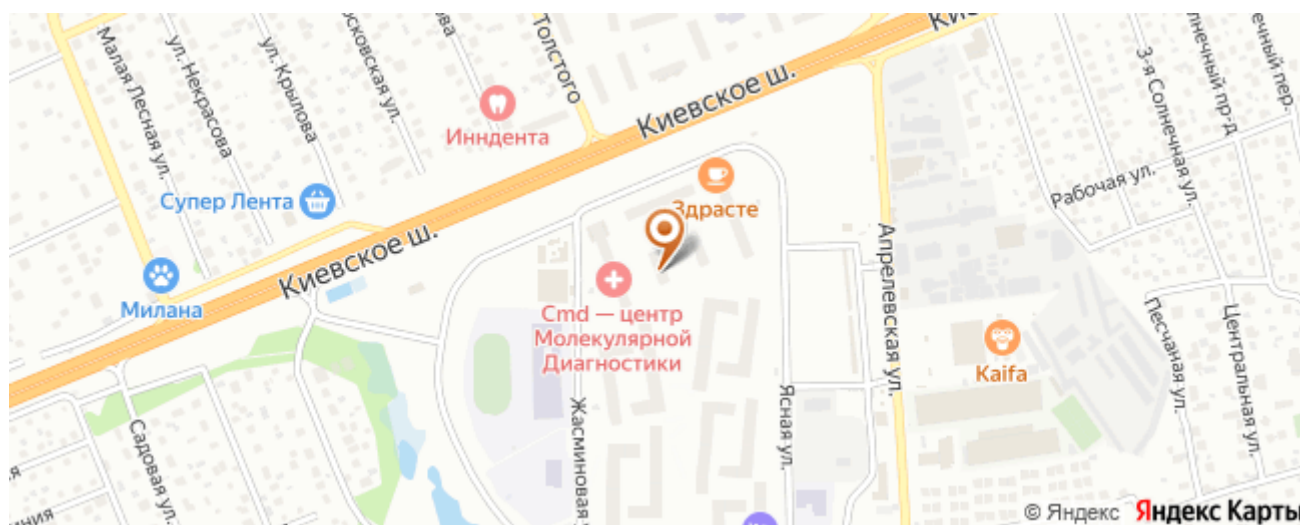 Малая Лесная ул.
ул. Некрасова
ул. Крылова
Толстого
Киевское ш.
Киевское ш.
Инндента
Супер Лента
Милана
Здрасте
Cmd — центр
Молекулярной
Диагностики
Жасминовая
Ясная ул.
Апрелевская ул.
Kaifa
Садовая ул.
Рабочая ул.
3-я Солнечная ул.
Песчаная ул.
Центральная ул.
© Яндекс Яндекс Карты